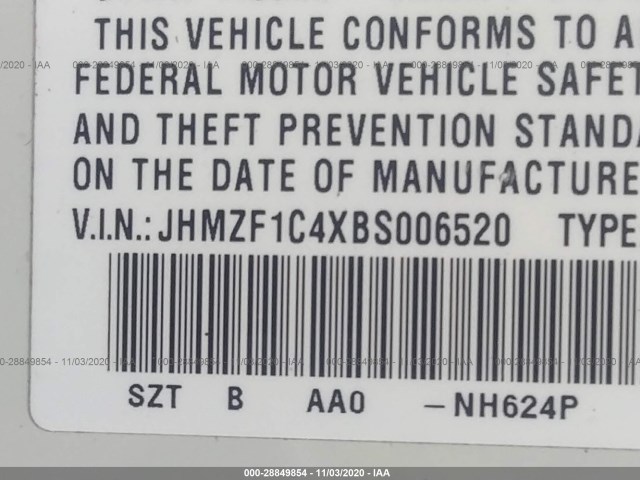 THIS VEHICLE CONFORMS TO A
FEDERAL MOTOR VEHICLE SAFET
AND THEFT PREVENTION STANDA
ON THE DATE OF MANUFACTURE
V.I.N.: JHMZF1C4XBS006520 TYPE
SZT B AA0 -NH624P
000-28849854 - 11/03/2020 - IAA